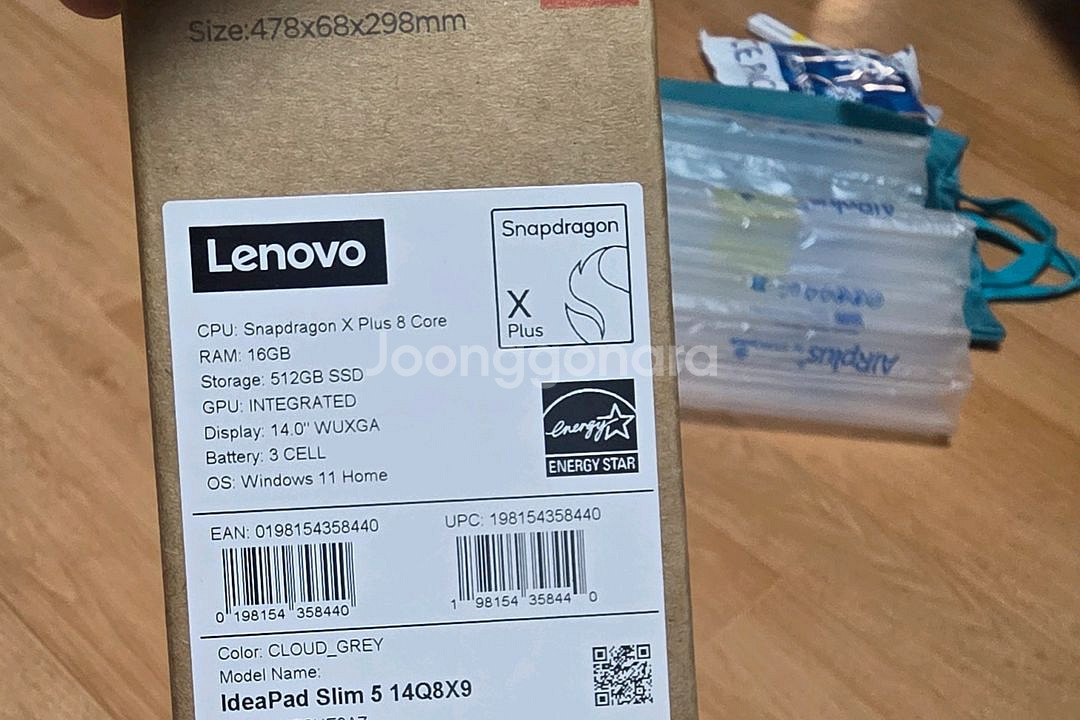 Size:478x68x298mm
Lenovo
Snapdragon
X
Plus
CPU: Snapdragon X Plus 8 Core
RAM: 16GB
Storage: 512GB SSD
GPU: INTEGRATED
Display: 14.0" WUXGA
Battery: 3 CELL
OS: Windows 11 Home
energy
ENERGY STAR
EAN: 0198154358440
UPC: 198154358440
0 198154 358440
1 98154 35844 0
Color: CLOUD_GREY
Model Name:
IdeaPad Slim 5 14Q8X9
Joonggonara
AIRplus